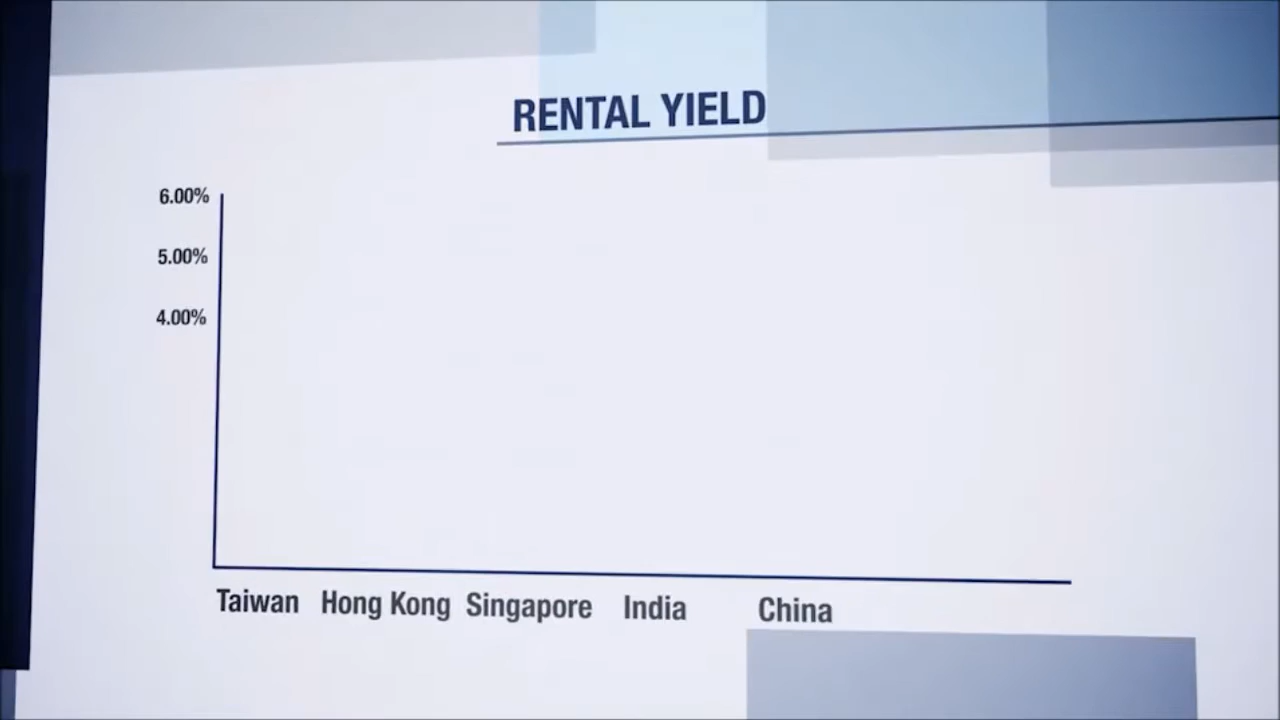 RENTAL YIELD
6.00%
5.00%
4.00%
Taiwan Hong Kong Singapore India China